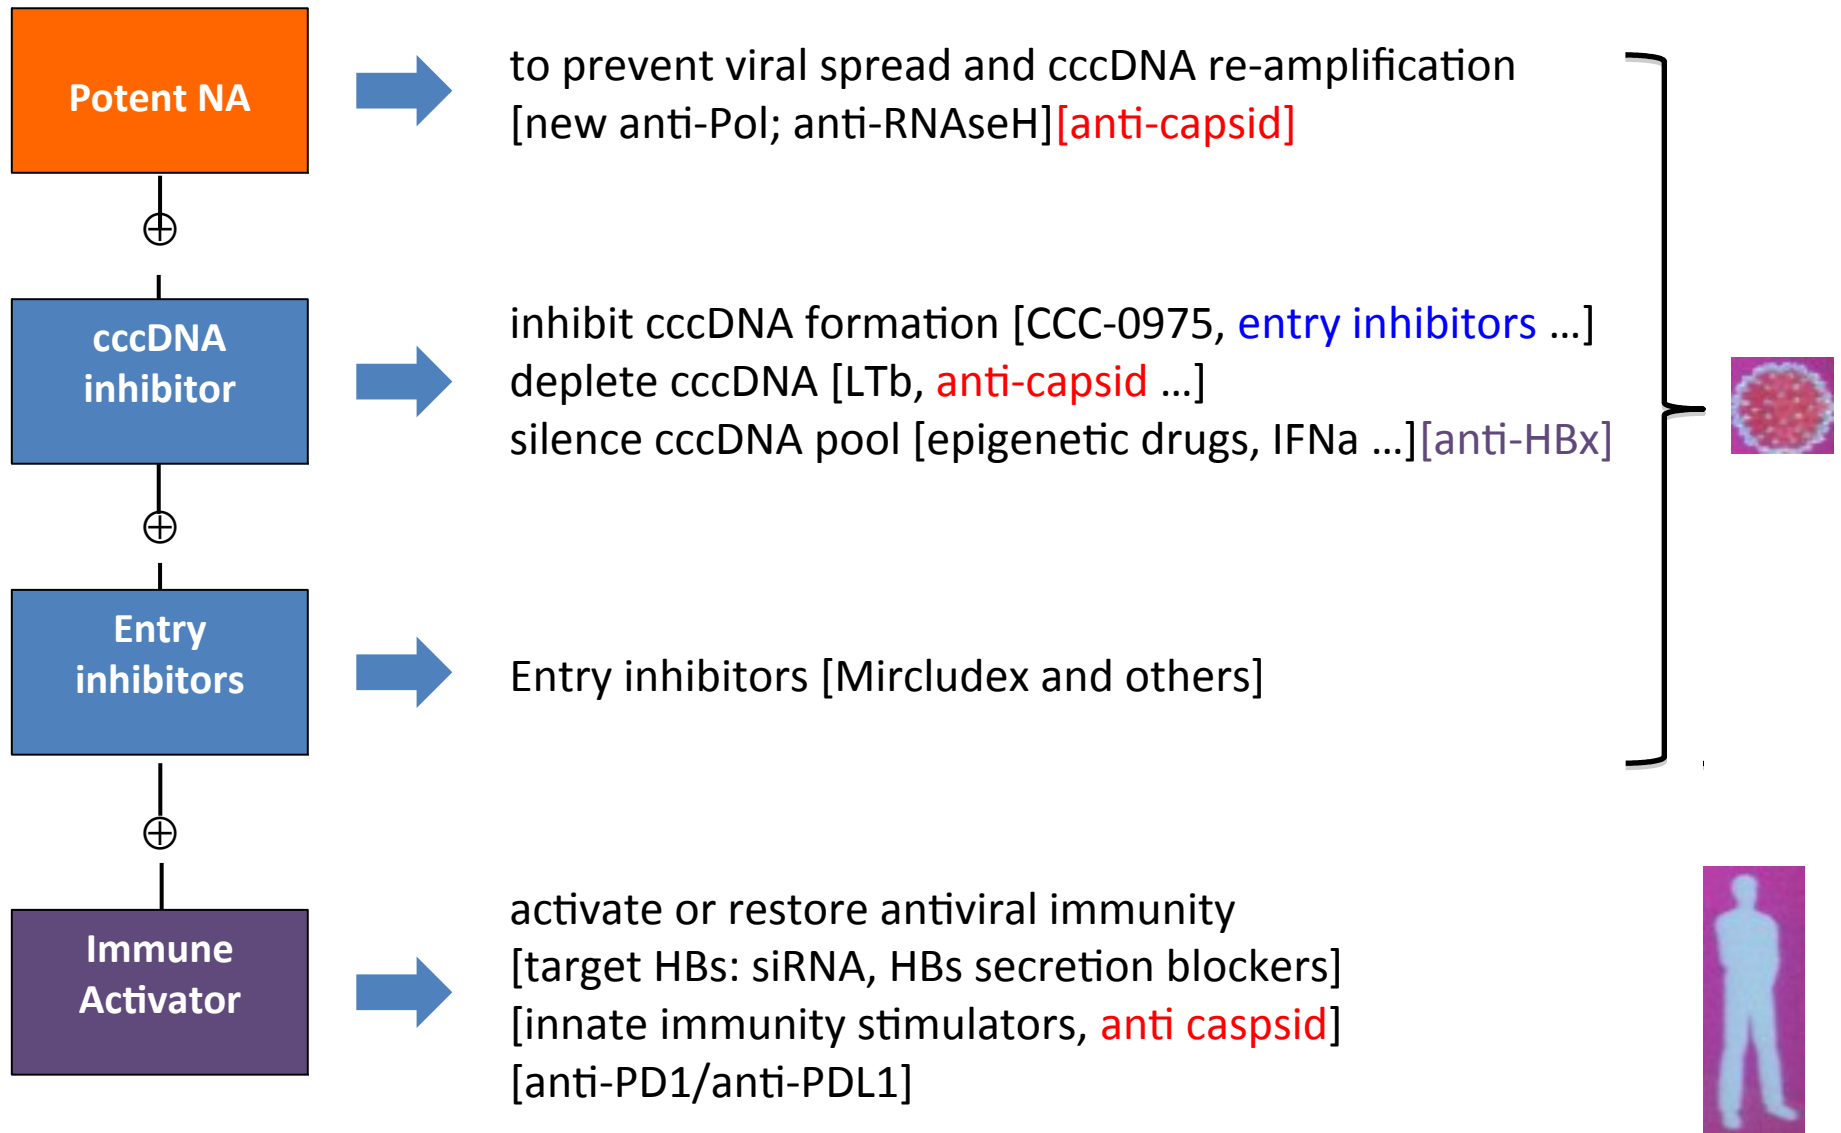 Potent NA
to prevent viral spread and cccDNA re-amplification
[new anti-Pol; anti-RNAseH][anti-capsid]
cccDNA
inhibitor
inhibit cccDNA formation [CCC-0975, entry inhibitors ...]
deplete cccDNA [LTb, anti-capsid ...]
silence cccDNA pool [epigenetic drugs, IFNa ...][anti-HBx]
Entry
inhibitors
Entry inhibitors [Mircludex and others]
Immune
Activator
activate or restore antiviral immunity
[target HBs: siRNA, HBs secretion blockers]
[innate immunity stimulators, anti caspsid]
[anti-PD1/anti-PDL1]